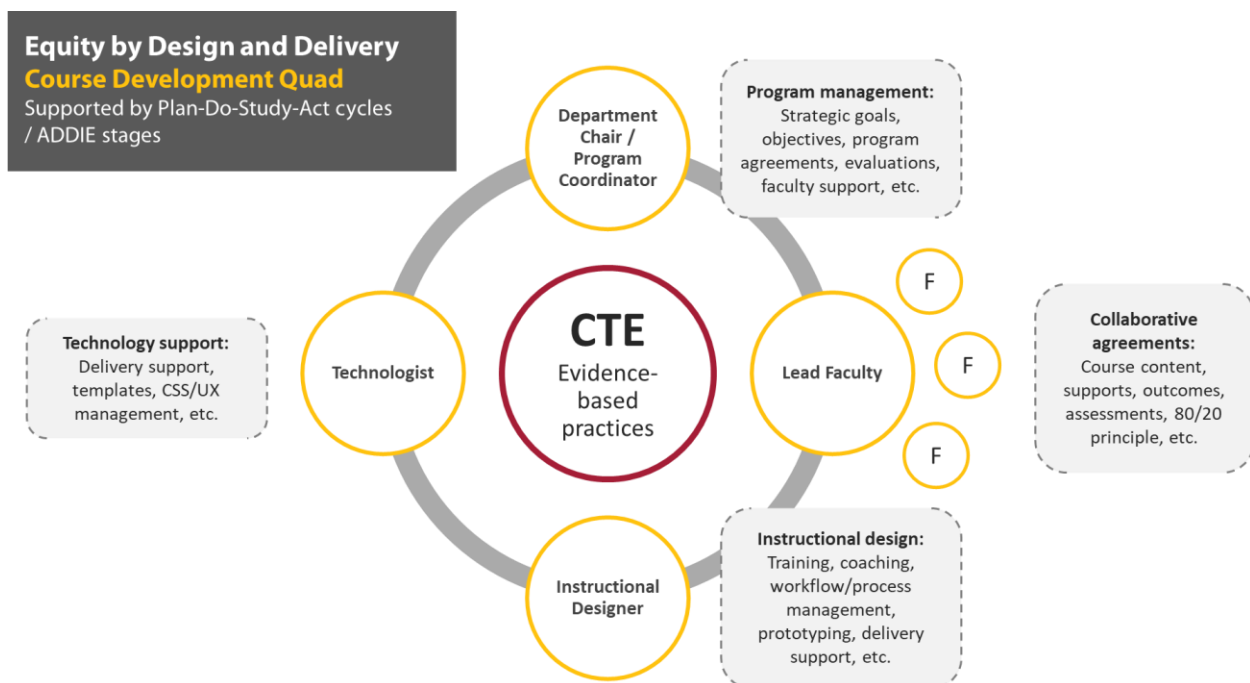 Equity by Design and Delivery
Course Development Quad
Supported by Plan-Do-Study-Act cycles
/ ADDIE stages
Department
Chair /
Program
Coordinator
Program management:
Strategic goals,
objectives, program
agreements, evaluations,
faculty support, etc.
Technology support:
Delivery support,
templates, CSS/UX
management, etc.
Technologist
CTE
Evidence-
based
practices
Lead Faculty
F
F
F
Collaborative
agreements:
Course content,
supports, outcomes,
assessments, 80/20
principle, etc.
Instructional
Designer
Instructional design:
Training, coaching,
workflow/process
management,
prototyping, delivery
support, etc.